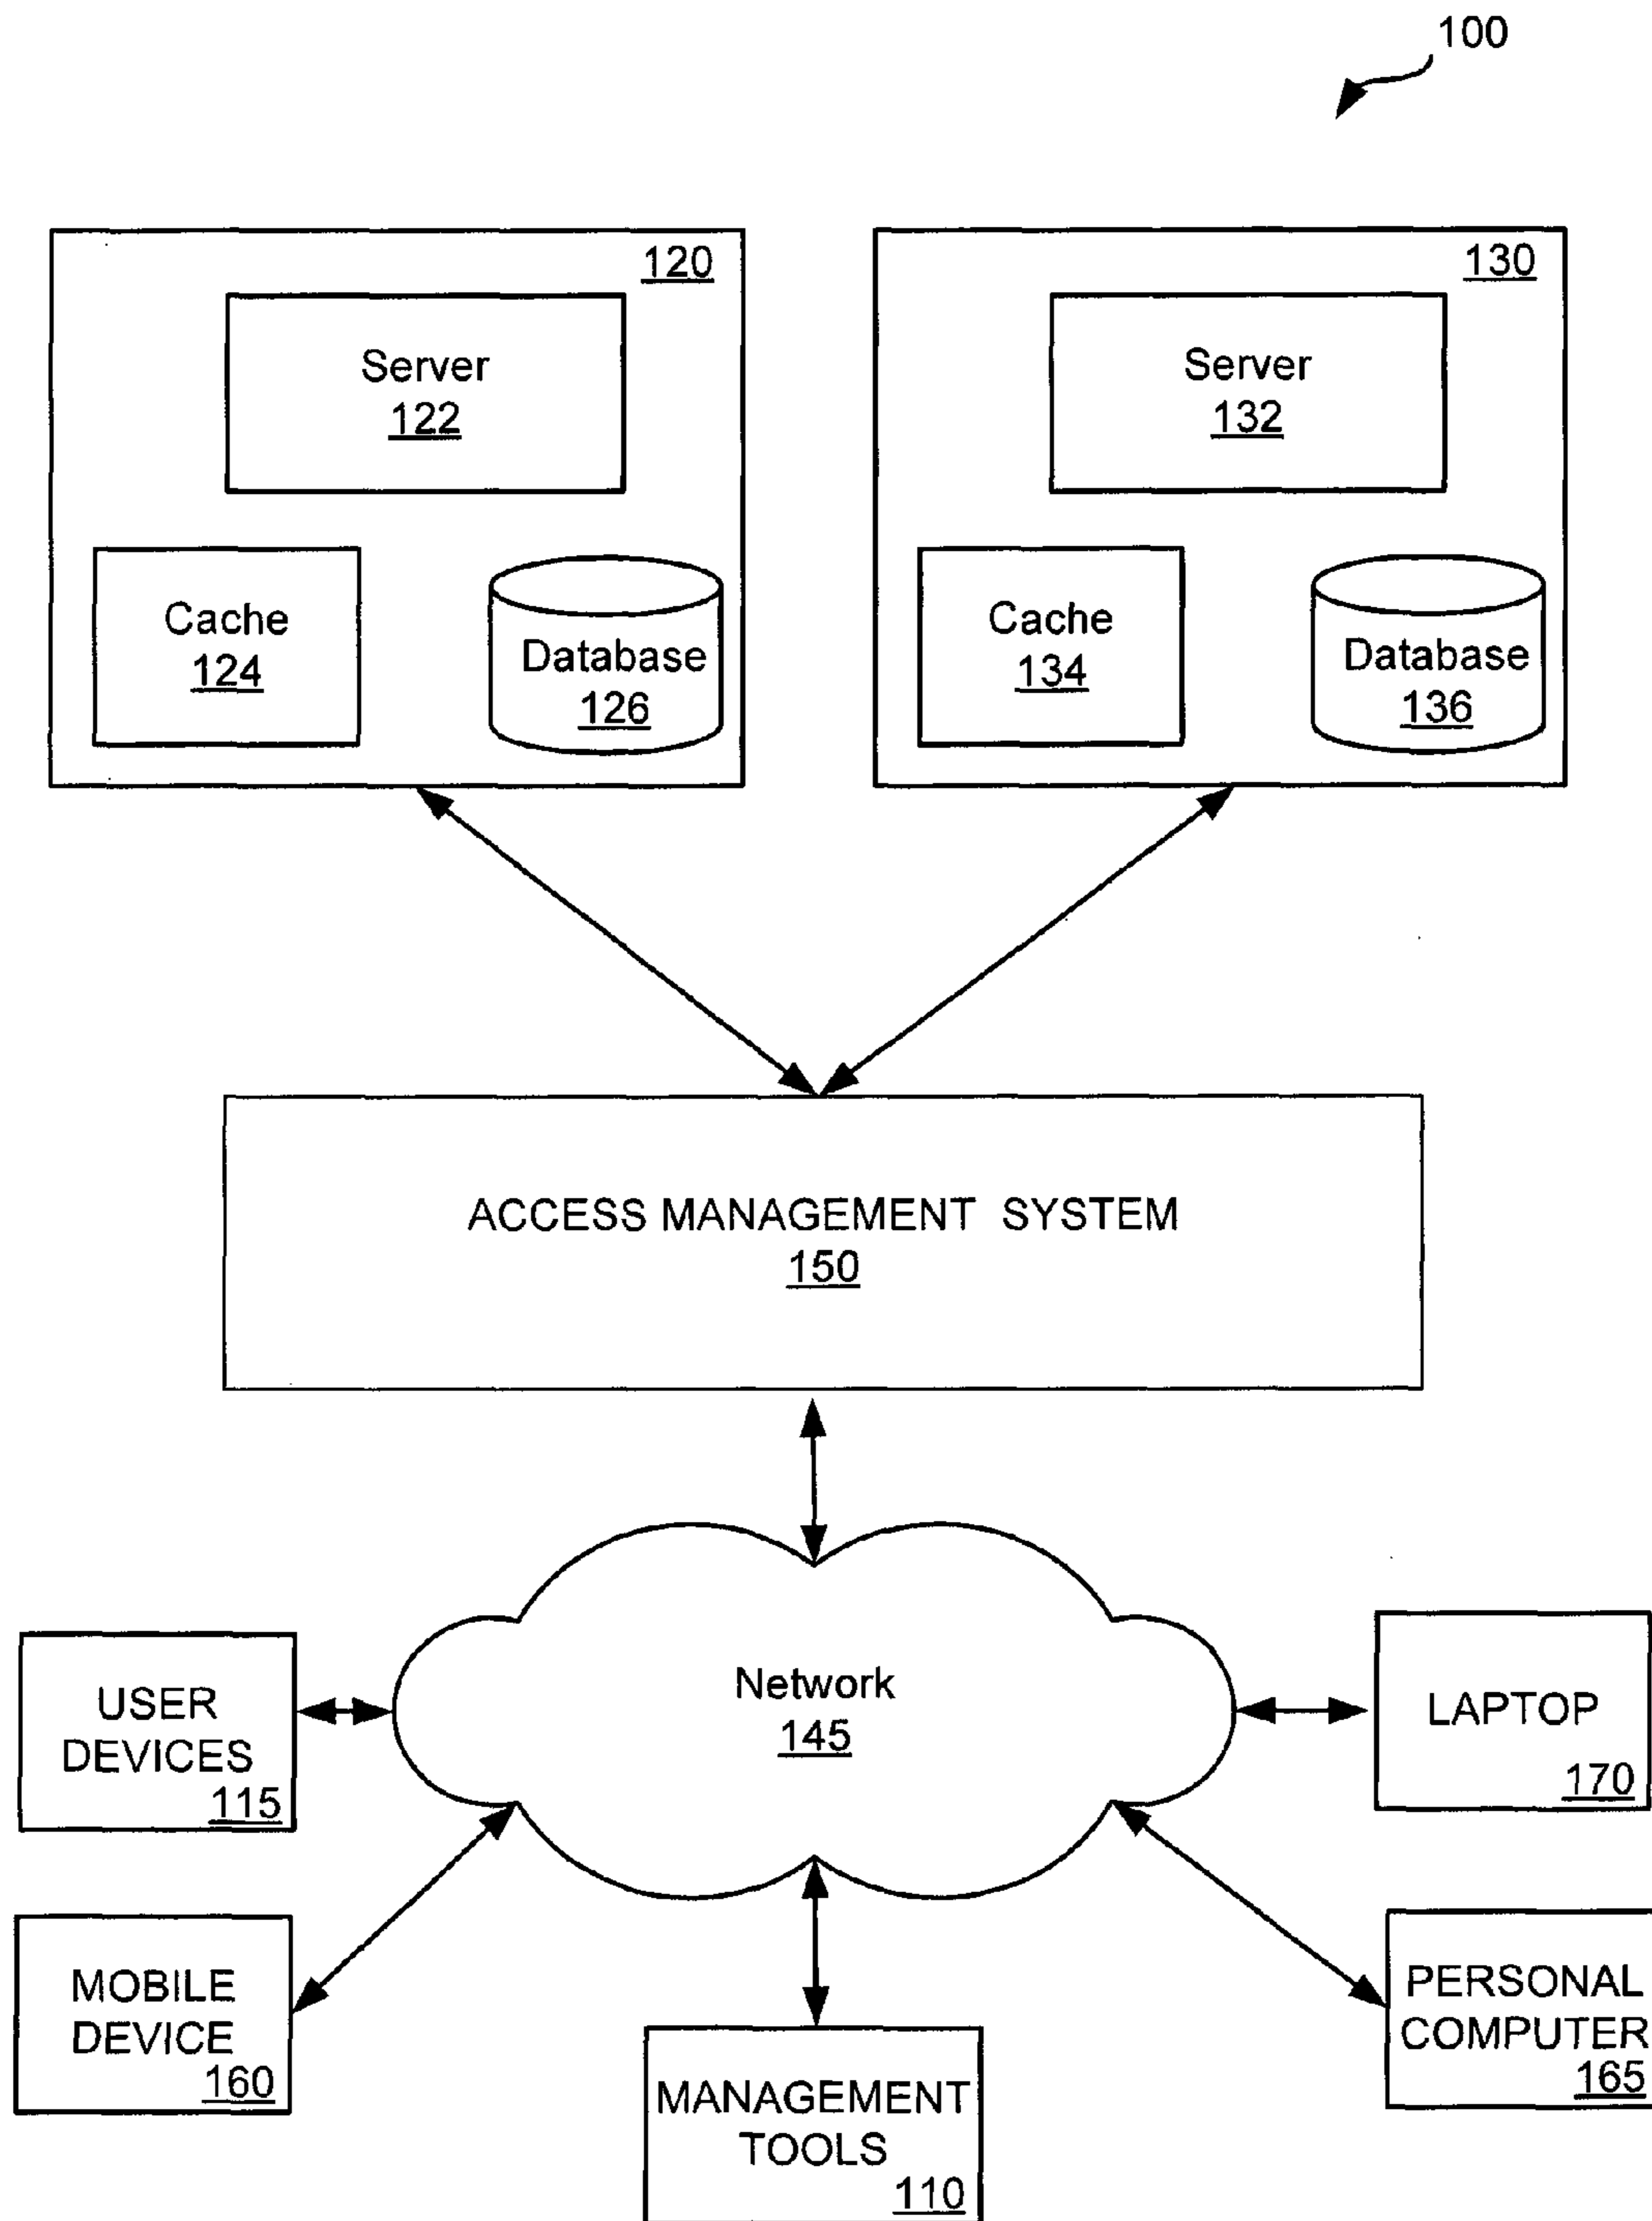 100
120
Server
122
Cache
124
Database
126
130
Server
132
Cache
134
Database
136
ACCESS MANAGEMENT SYSTEM
150
Network
145
USER
DEVICES
115
LAPTOP
170
MOBILE
DEVICE
160
MANAGEMENT
TOOLS
110
PERSONAL
COMPUTER
165